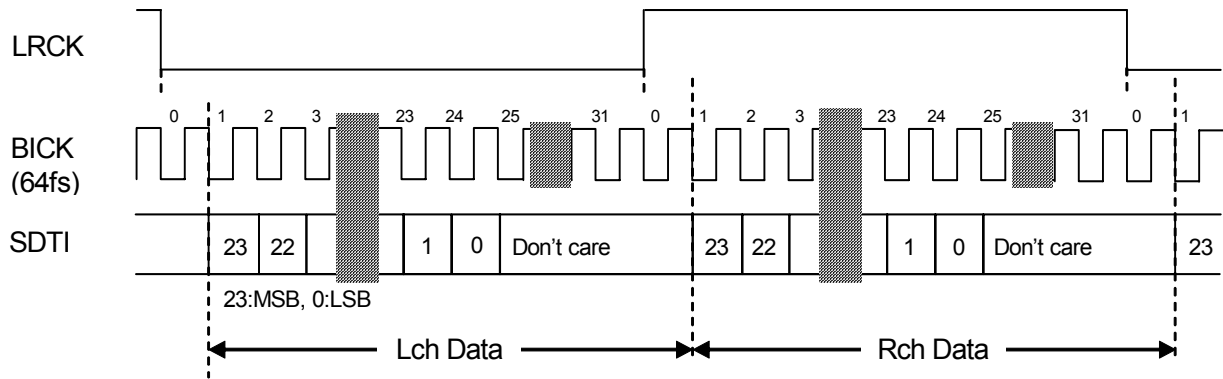 LRCK
0 1 2 3 23 24 25 31 0 1 2 3 23 24 25 31 0 1
BICK
(64fs)
SDTI 23 22 1 0 Don't care 23 22 1 0 Don't care 23
23:MSB, 0:LSB
Lch Data Rch Data